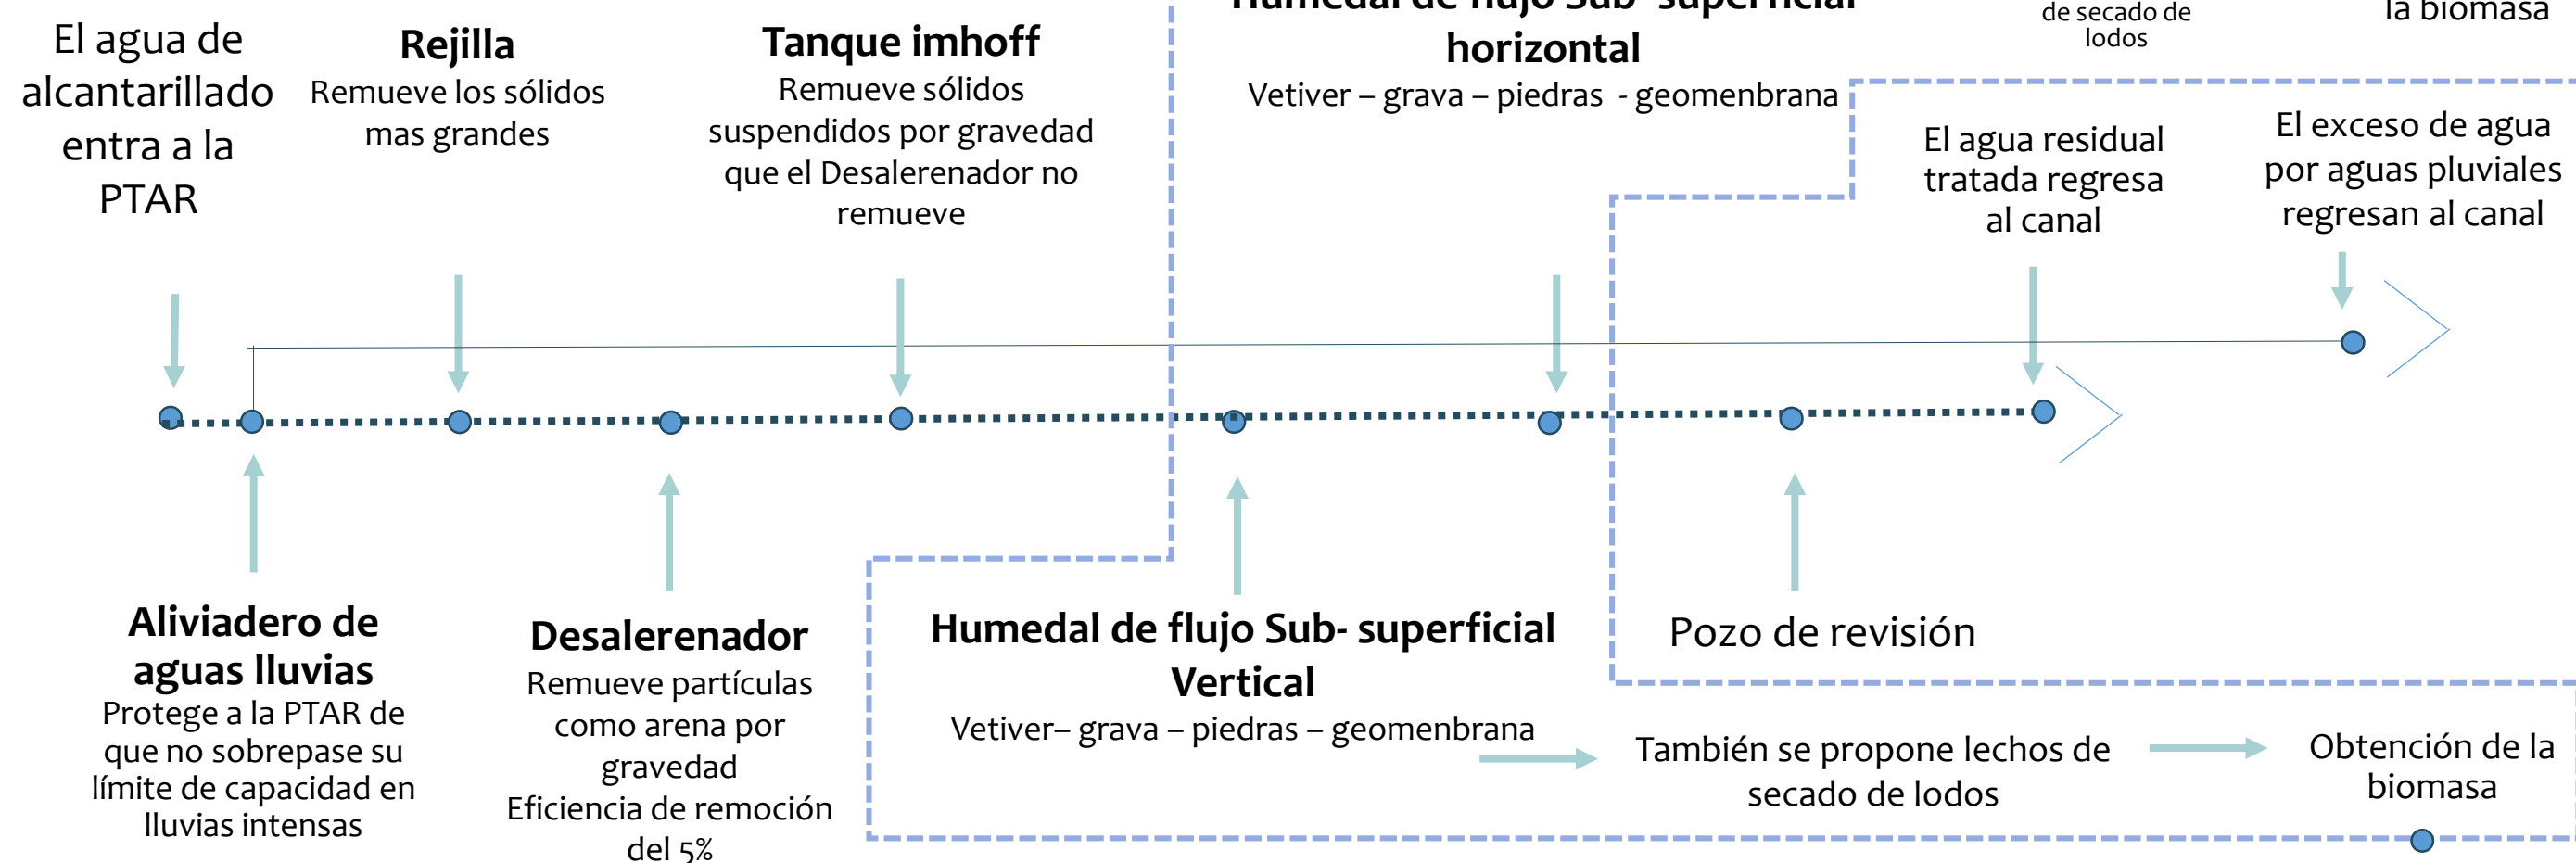 El agua de
alcantarillado
entra a la
PTAR
Rejilla
Remueve los sólidos
mas grandes
Tanque imhoff
Remueve sólidos
suspendidos por gravedad
que el Desalerenador no
remueve
Humedal de flujo Sub- superficial
horizontal
Vetiver – grava – piedras - geomenbrana
de secado de
lodos
la biomasa
El agua residual
tratada regresa
al canal
El exceso de agua
por aguas pluviales
regresan al canal
Aliviadero de
aguas lluvias
Protege a la PTAR de
que no sobrepase su
límite de capacidad en
lluvias intensas
Desalerenador
Remueve partículas
como arena por
gravedad
Eficiencia de remoción
del 5%
Humedal de flujo Sub- superficial
Vertical
Vetiver– grava – piedras – geomenbrana
Pozo de revisión
También se propone lechos de
secado de lodos
Obtención de la
biomasa